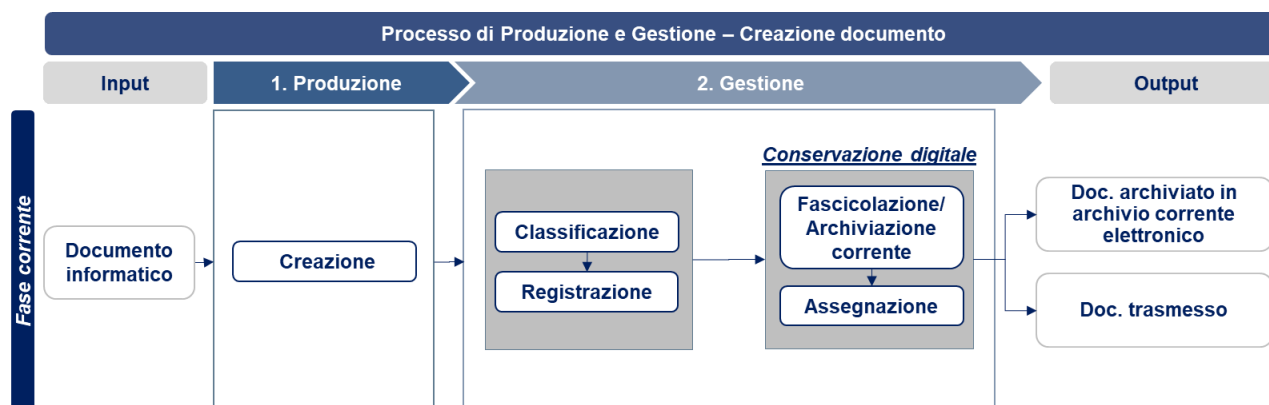 Processo di Produzione e Gestione – Creazione documento
Input
1. Produzione
2. Gestione
Output
Fase corrente
Documento
informatico
Creazione
Classificazione
Registrazione
Conservazione digitale
Fascicolazione/
Archiviazione
corrente
Assegnazione
Doc. archiviato in
archivio corrente
elettronico
Doc. trasmesso